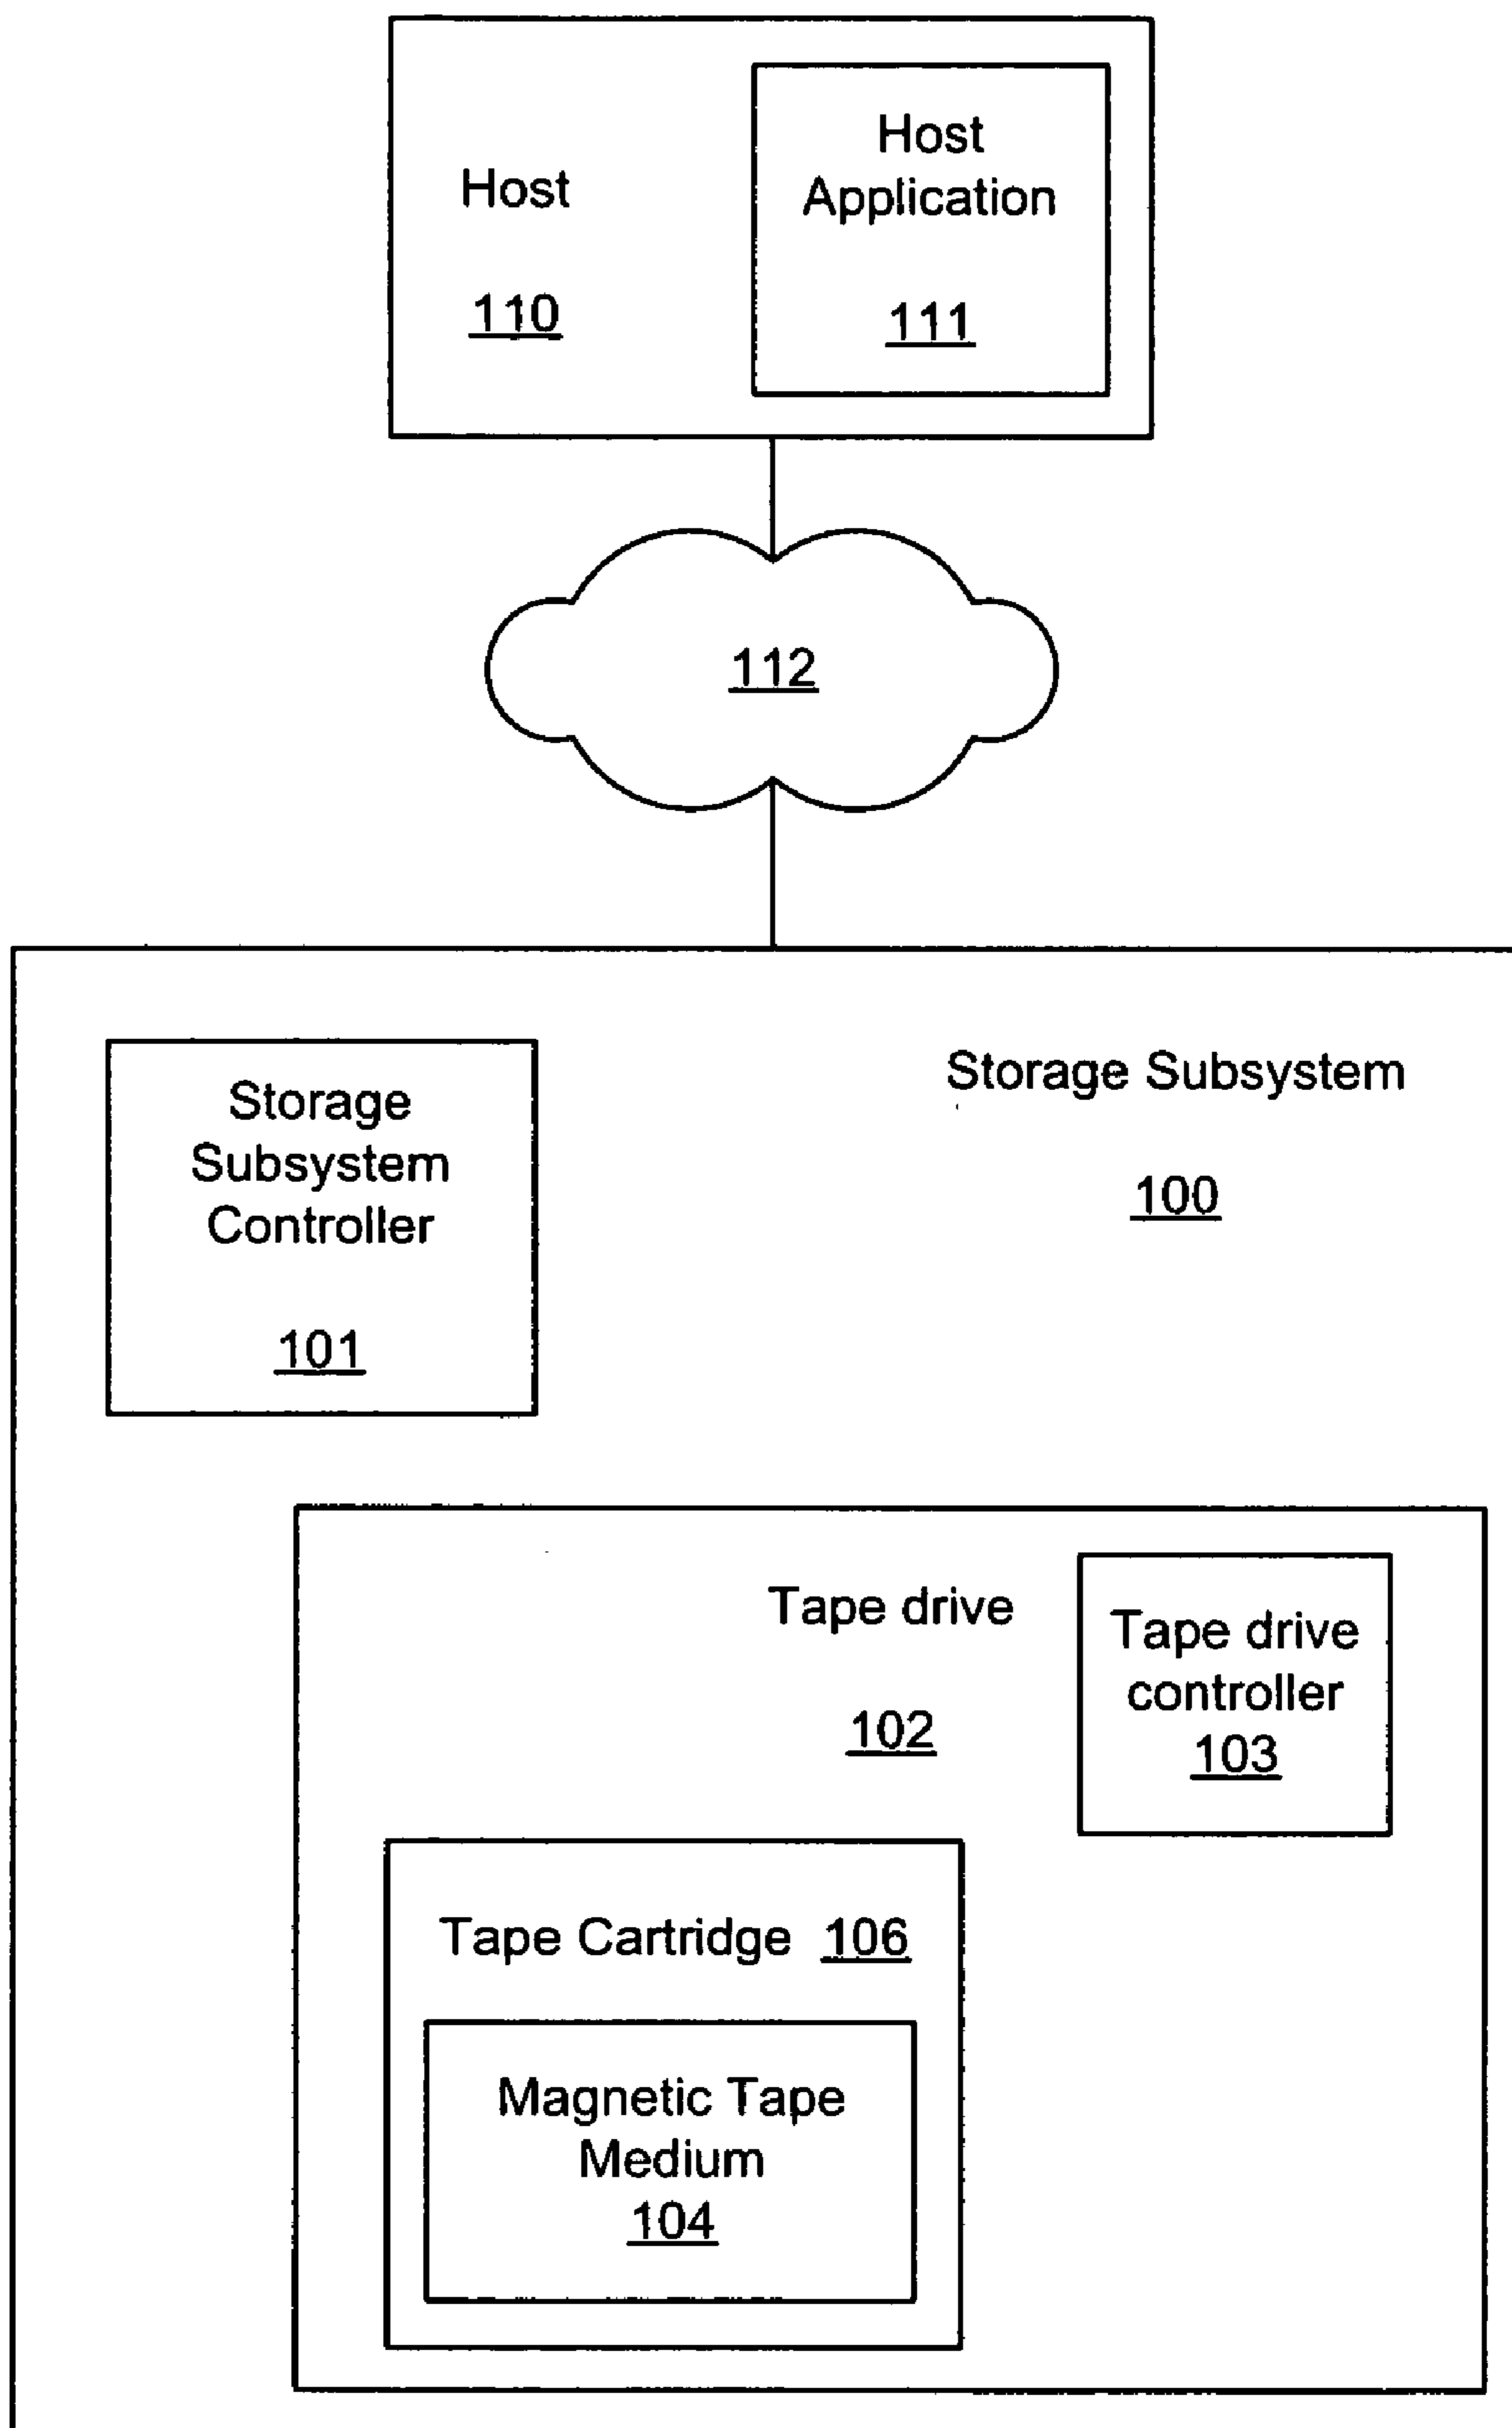 Host
110
Host
Application
111
112
Storage Subsystem
100
Storage
Subsystem
Controller
101
Tape drive
102
Tape drive
controller
103
Tape Cartridge 106
Magnetic Tape
Medium
104